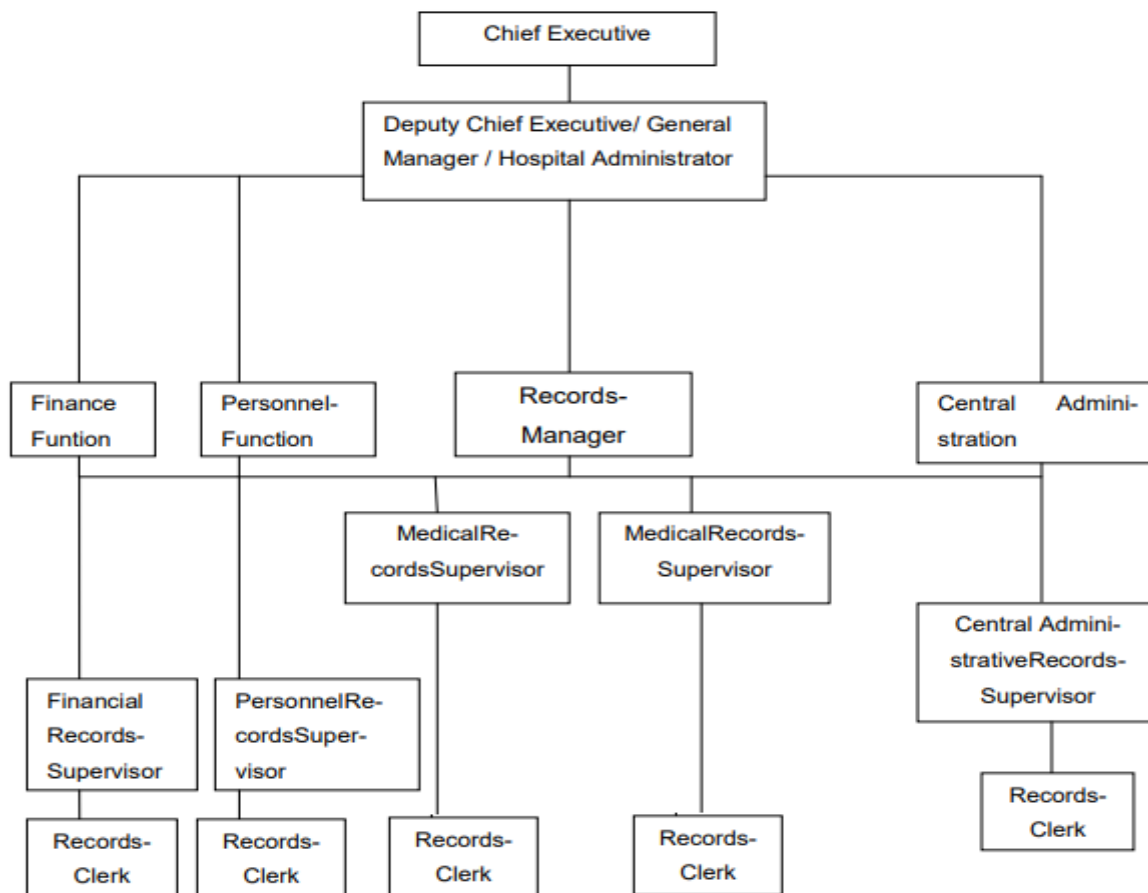 Chief Executive
Deputy Chief Executive/ General
Manager / Hospital Administrator
Finance
Funtion
Personnel-
Function
Records-
Manager
Central Admini-
stration
MedicalRe-
cordsSupervisor
MedicalRecords-
Supervisor
Central Admini-
strativeRecords-
Supervisor
Financial
Records-
Supervisor
PersonnelRe-
cordsSuper-
visor
Records-
Clerk
Records-
Clerk
Records-
Clerk
Records-
Clerk
Records-
Clerk